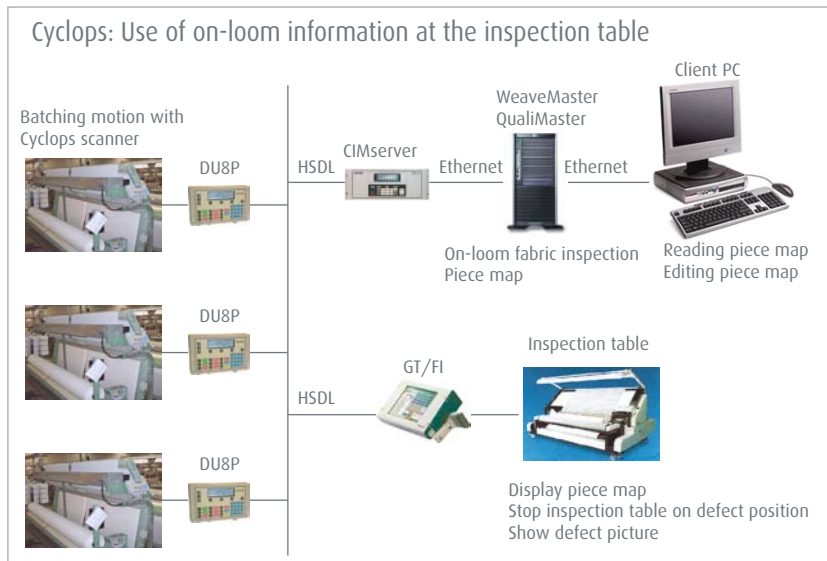 Cyclops: Use of on-loom information at the inspection table
Batching motion with
Cyclops scanner
DU8P
HSDL
CIMserver
Ethernet
WeaveMaster
QualiMaster
Ethernet
Client PC
On-loom fabric inspection
Piece map
Reading piece map
Editing piece map
DU8P
HSDL
GT/FI
Inspection table
DU8P
Display piece map
Stop inspection table on defect position
Show defect picture